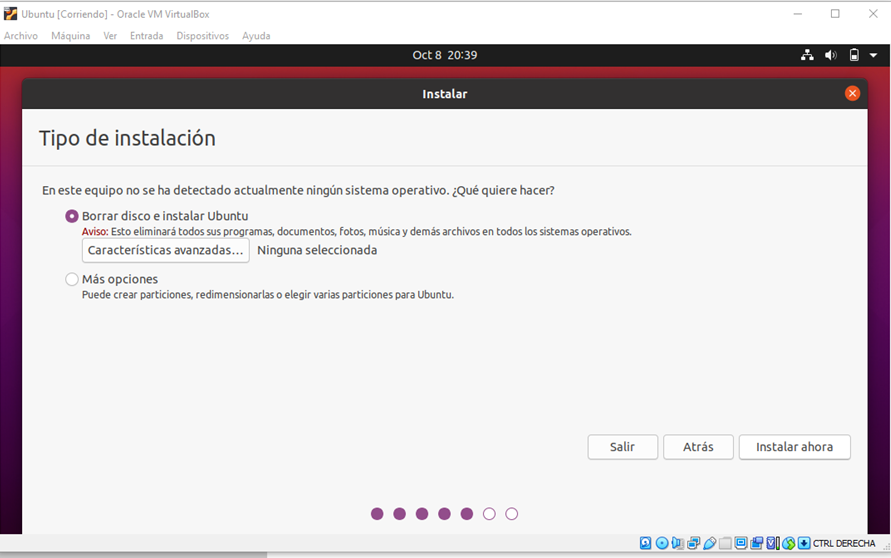 Ubuntu [Corriendo] - Oracle VM VirtualBox
Archivo Máquina Ver Entrada Dispositivos Ayuda
Oct 8 20:39
Instalar
Tipo de instalación
En este equipo no se ha detectado actualmente ningún sistema operativo. ¿Qué quiere hacer?
Borrar disco e instalar Ubuntu
Aviso: Esto eliminará todos sus programas, documentos, fotos, música y demás archivos en todos los sistemas operativos.
Características avanzadas... Ninguna seleccionada
Más opciones
Puede crear particiones, redimensionarlas o elegir varias particiones para Ubuntu.
Salir Atrás Instalar ahora
CTRL DERECHA